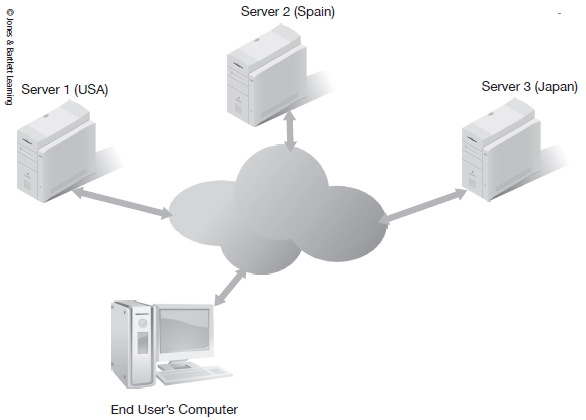 © Jones & Bartlett Learning
Server 2 (Spain)
Server 1 (USA)
Server 3 (Japan)
End User's Computer